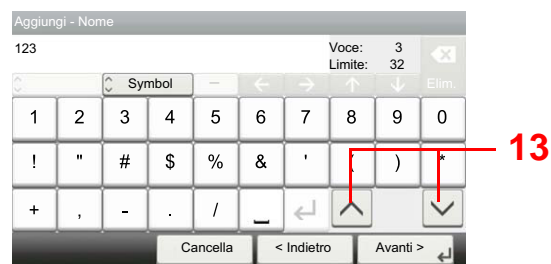 Aggiungi - Nome
123 Voce: 3
Limite: 32
Symbol Elim.
1 2 3 4 5 6 7 8 9 0
! " # $ % & ' ( ) *
+ , - . / _
13
Cancella < Indietro Avanti >